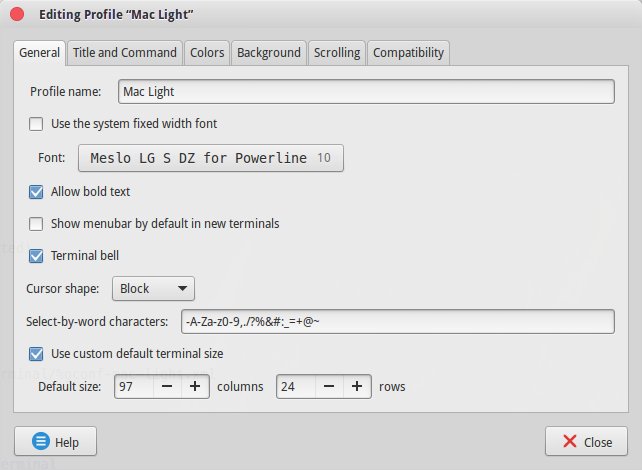 Editing Profile “Mac Light”
General Title and Command Colors Background Scrolling Compatibility
Profile name: Mac Light
Use the system fixed width font
Font: Meslo LG S DZ for Powerline 10
Allow bold text
Show menubar by default in new terminals
Terminal bell
Cursor shape: Block
Select-by-word characters: -A-Za-z0-9,./?%&#:_=+@~
Use custom default terminal size
Default size: 97 columns 24 rows
Help Close